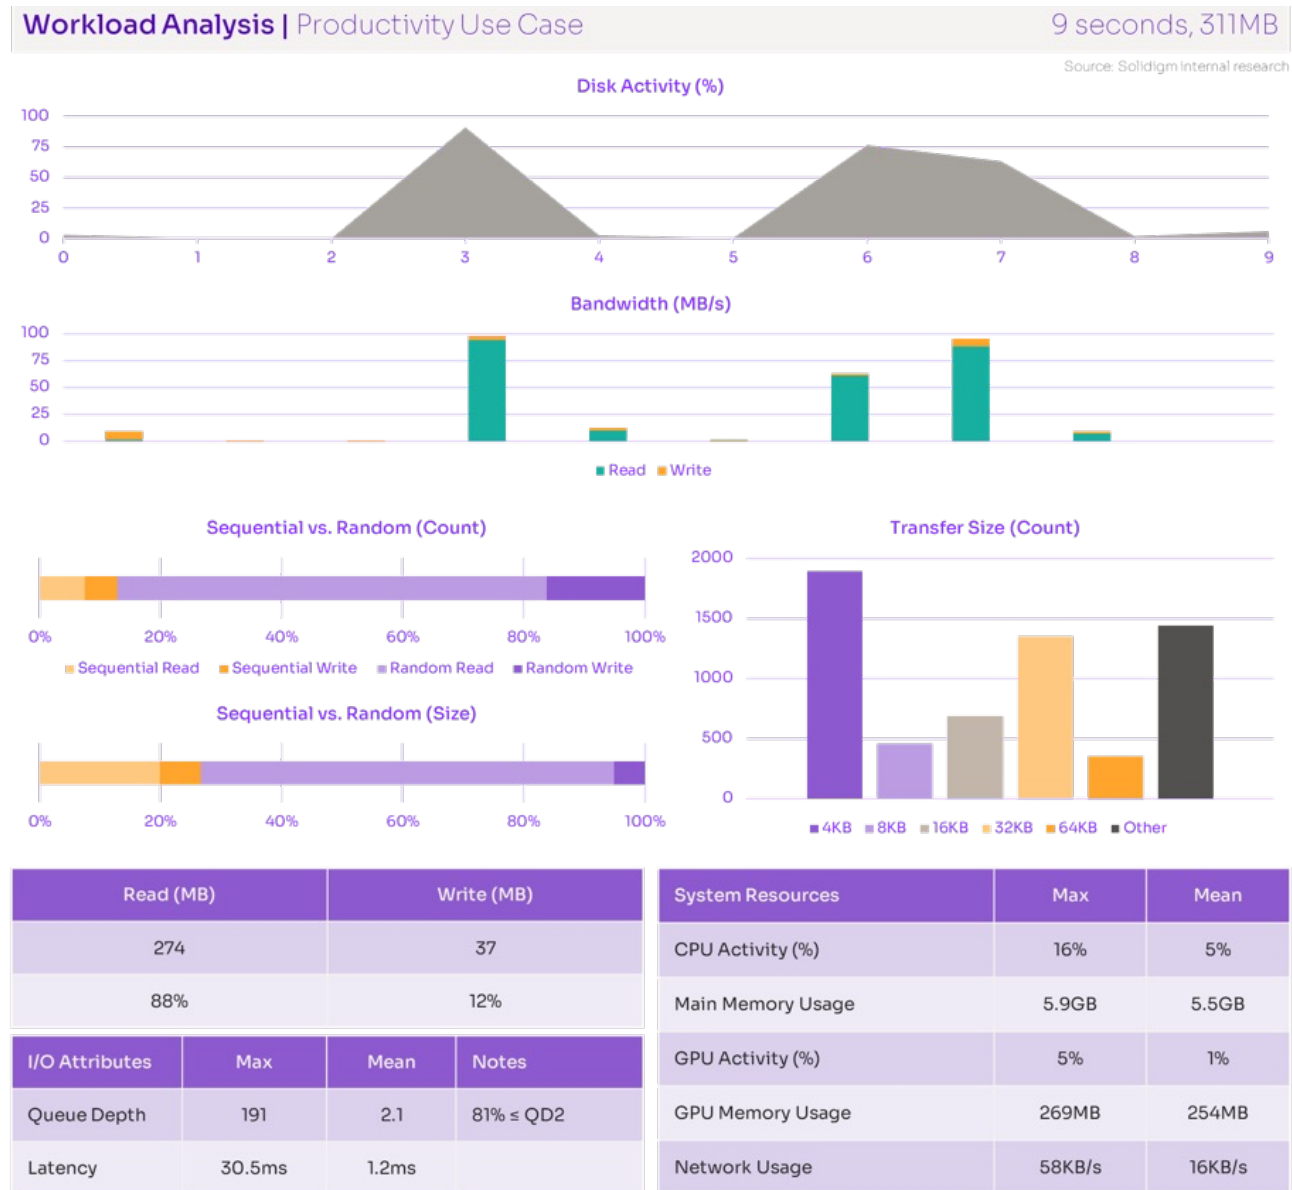 Workload Analysis | Productivity Use Case 9 seconds, 311MB
Source: Solidigm internal research
Disk Activity (%)
100
75
50
25
0
0 1 2 3 4 5 6 7 8 9
Bandwidth (MB/s)
100
75
50
25
0
Read Write
Sequential vs. Random (Count)
0% 20% 40% 60% 80% 100%
Sequential Read Sequential Write Random Read Random Write
Sequential vs. Random (Size)
0% 20% 40% 60% 80% 100%
Transfer Size (Count)
2000
1500
1000
500
0
4KB 8KB 16KB 32KB 64KB Other
Read (MB) Write (MB)
274 37
88% 12%
I/O Attributes Max Mean Notes
Queue Depth 191 2.1 81% ≤ QD2
Latency 30.5ms 1.2ms
System Resources Max Mean
CPU Activity (%) 16% 5%
Main Memory Usage 5.9GB 5.5GB
GPU Activity (%) 5% 1%
GPU Memory Usage 269MB 254MB
Network Usage 58KB/s 16KB/s